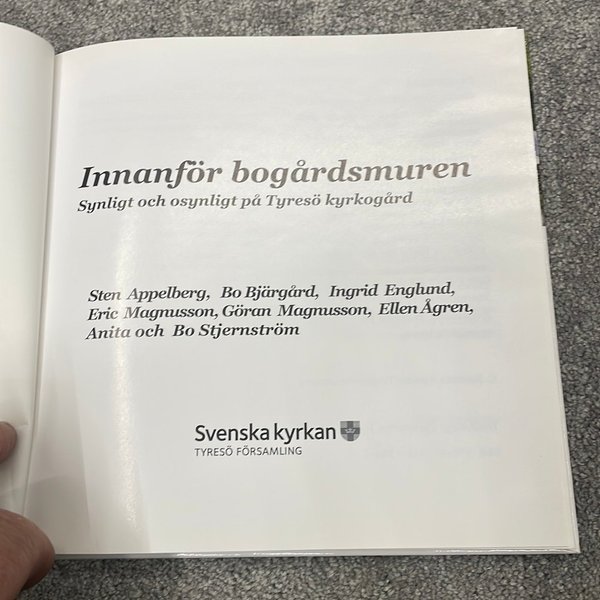 Innanför bogårdsmuren
Synligt och osynligt på Tyresö kyrkogård
Sten Appelberg, Bo Bjärgård, Ingrid Englund,
Eric Magnusson, Göran Magnusson, Ellen Ågren,
Anita och Bo Stjernström
Svenska kyrkan
TYRESÖ FÖRSAMLING